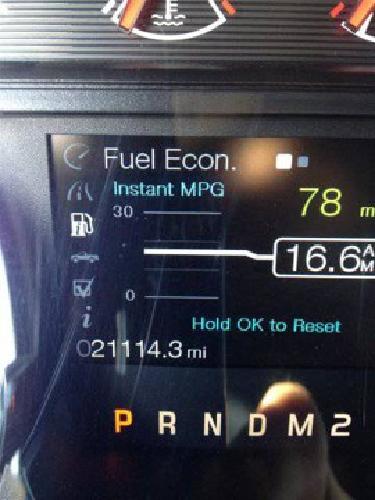 Fuel Econ.
Instant MPG
78 m
30
16.6 A
M
0
Hold OK to Reset
021114.3 mi
P R N D M 2